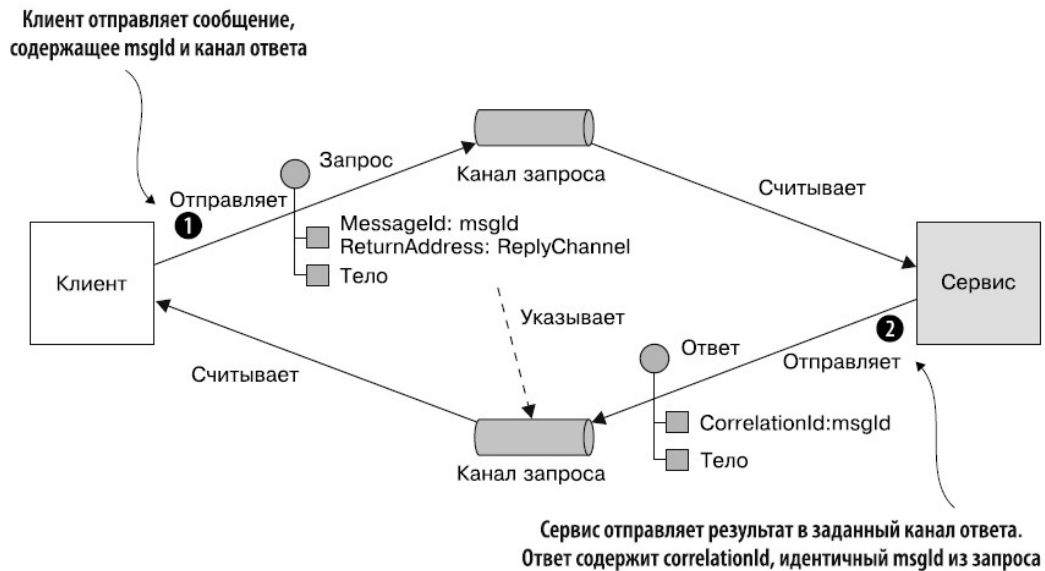 Клиент отправляет сообщение,
содержащее msgId и канал ответа
Запрос
Канал запроса
Отправляет
1
Считывает
MessageId: msgId
ReturnAddress: ReplyChannel
Тело
Клиент
Сервис
Указывает
2
Ответ
Отправляет
Считывает
CorrelationId:msgId
Тело
Канал запроса
Сервис отправляет результат в заданный канал ответа.
Ответ содержит correlationId, идентичный msgId из запроса